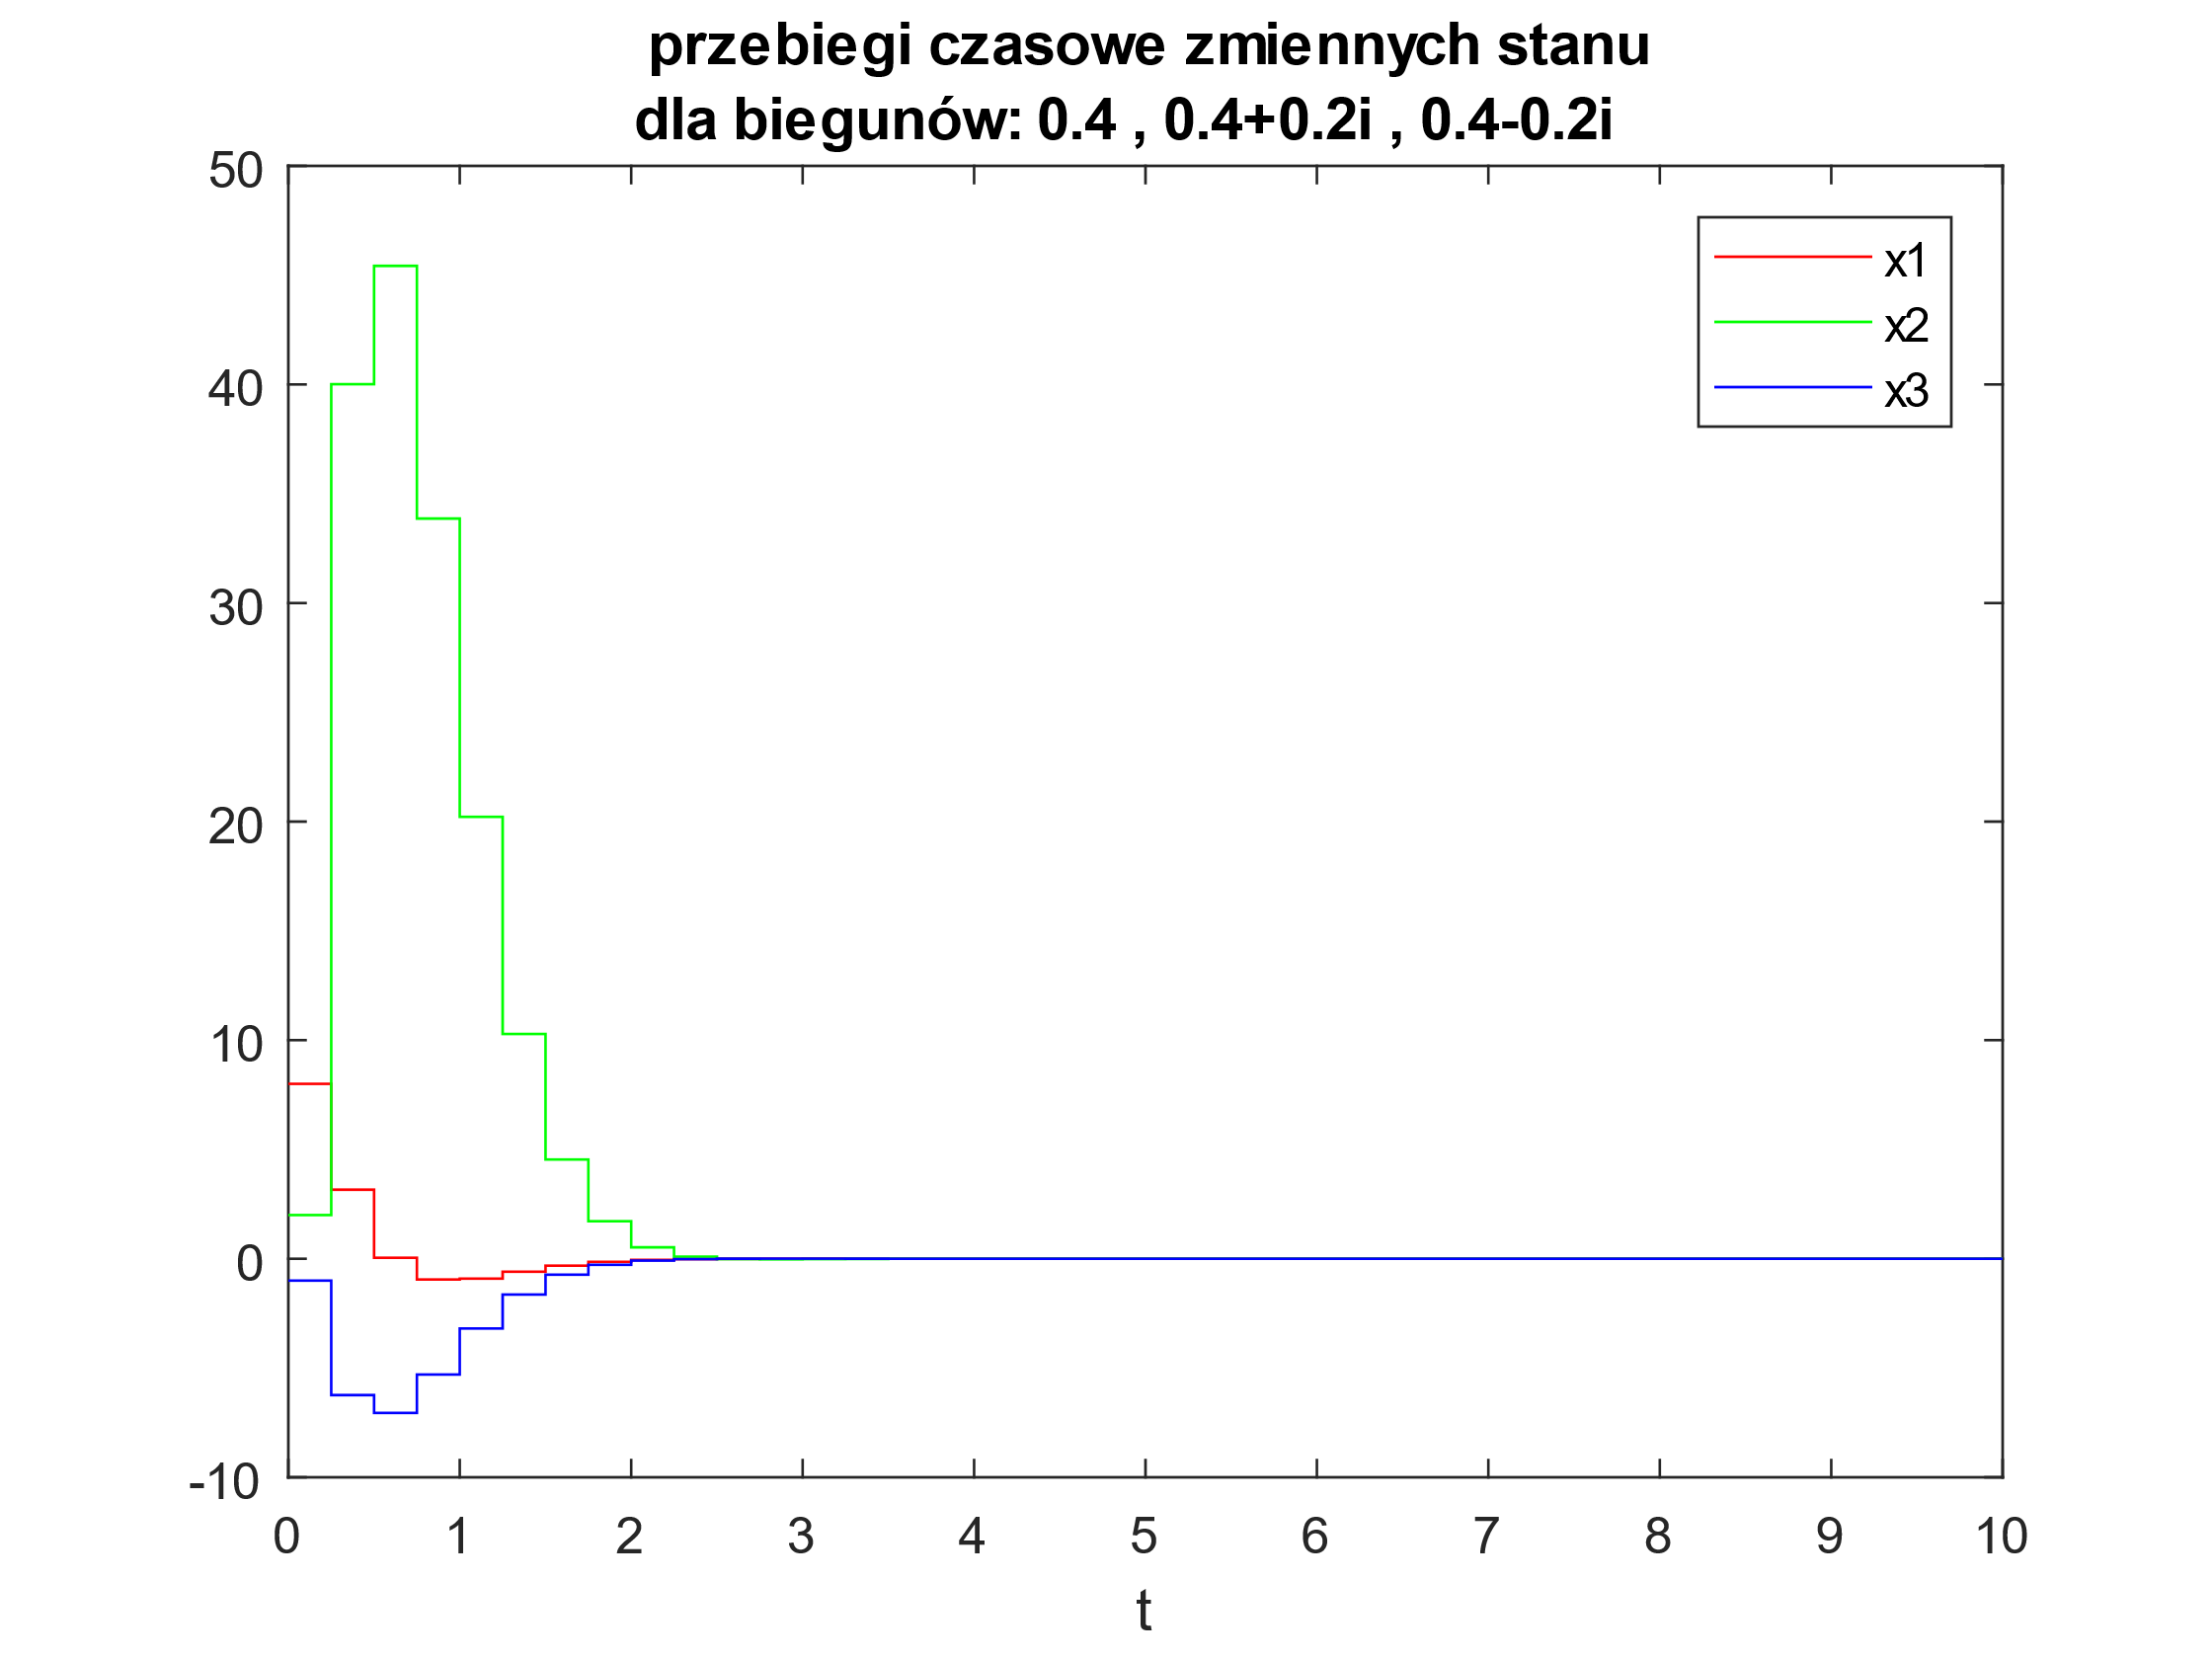 przebiegi czasowe zmiennych stanu
dla biegunów: 0.4 , 0.4+0.2i , 0.4-0.2i
50
40
30
20
10
0
-10
x1
x2
x3
0 1 2 3 4 5 6 7 8 9 10
t